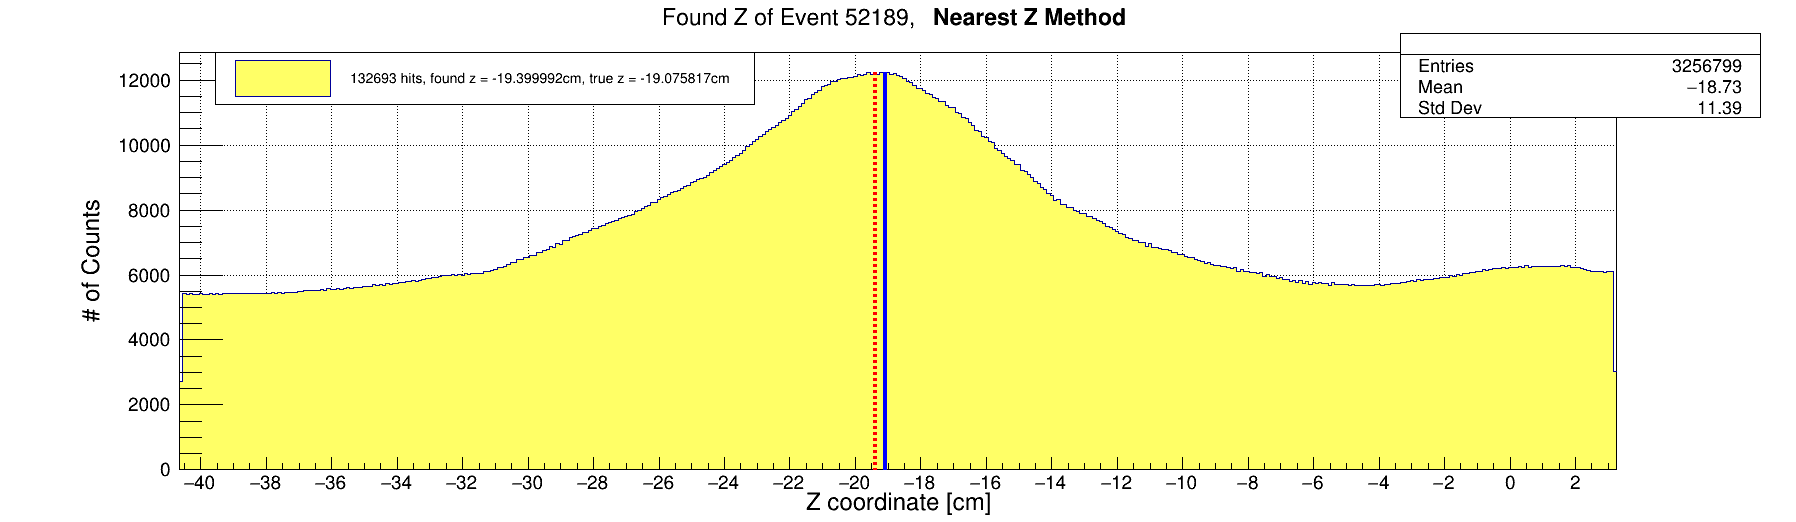 Found Z of Event 52189, Nearest Z Method
132693 hits, found z = -19.399992cm, true z = -19.075817cm
Entries 3256799
Mean −18.73
Std Dev 11.39
# of Counts
12000
10000
8000
6000
4000
2000
0
−40 −38 −36 −34 −32 −30 −28 −26 −24 −22 −20 −18 −16 −14 −12 −10 −8 −6 −4 −2 0 2
Z coordinate [cm]